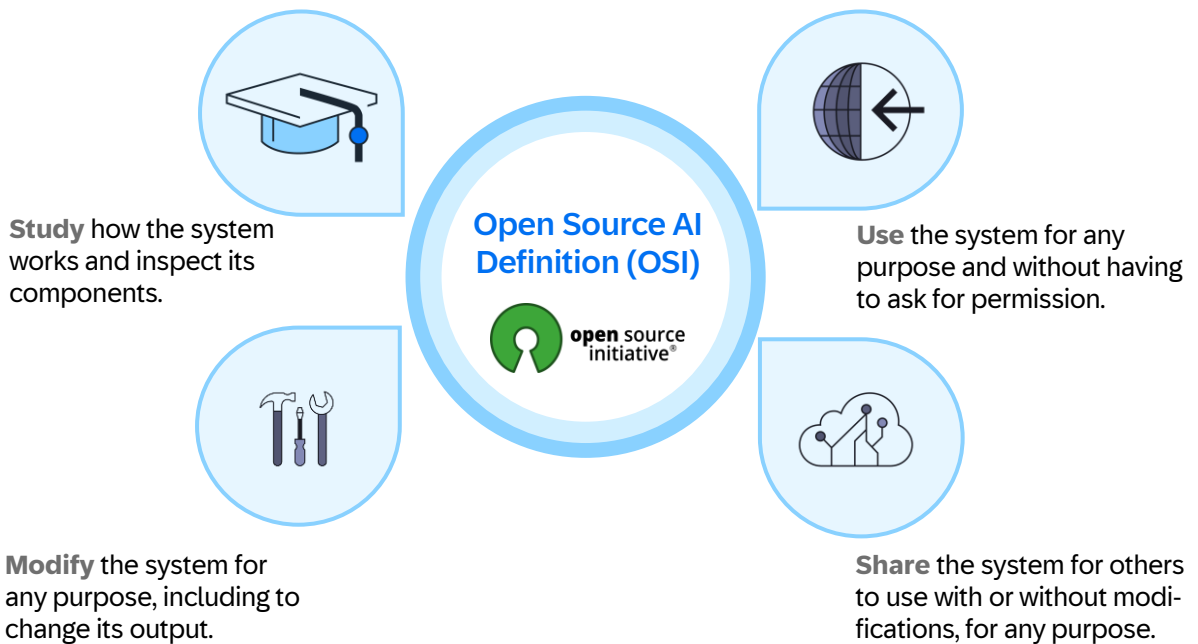 Open Source AI
Definition (OSI)
open source
initiative®
Study how the system
works and inspect its
components.
Use the system for any
purpose and without having
to ask for permission.
Modify the system for
any purpose, including to
change its output.
Share the system for others
to use with or without modi-
fications, for any purpose.